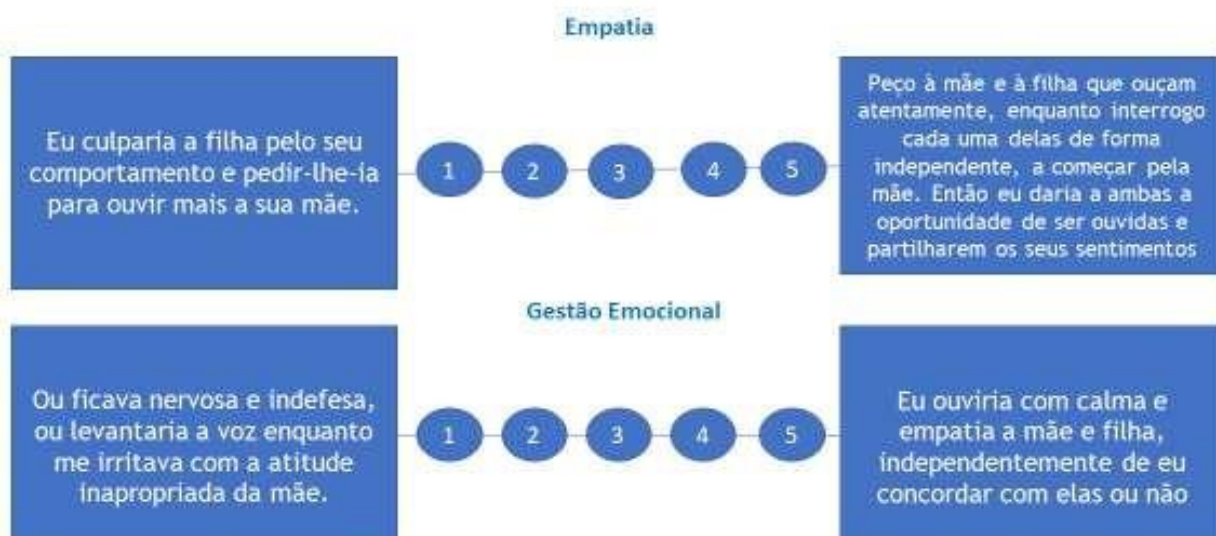 Empatia
Eu culparia a filha pelo seu
comportamento e pedir-lhe-ia
para ouvir mais a sua mãe.
1 2 3 4 5
Peço à mãe e à filha que ouçam
atentamente, enquanto interrogo
cada uma delas de forma
independente, a começar pela
mãe. Então eu daria a ambas a
oportunidade de ser ouvidas e
partilharem os seus sentimentos
Gestão Emocional
Ou ficava nervosa e indefesa,
ou levantaria a voz enquanto
me irritava com a atitude
inapropriada da mãe.
1 2 3 4 5
Eu ouviria com calma e
empatia a mãe e filha,
independentemente de eu
concordar com elas ou não